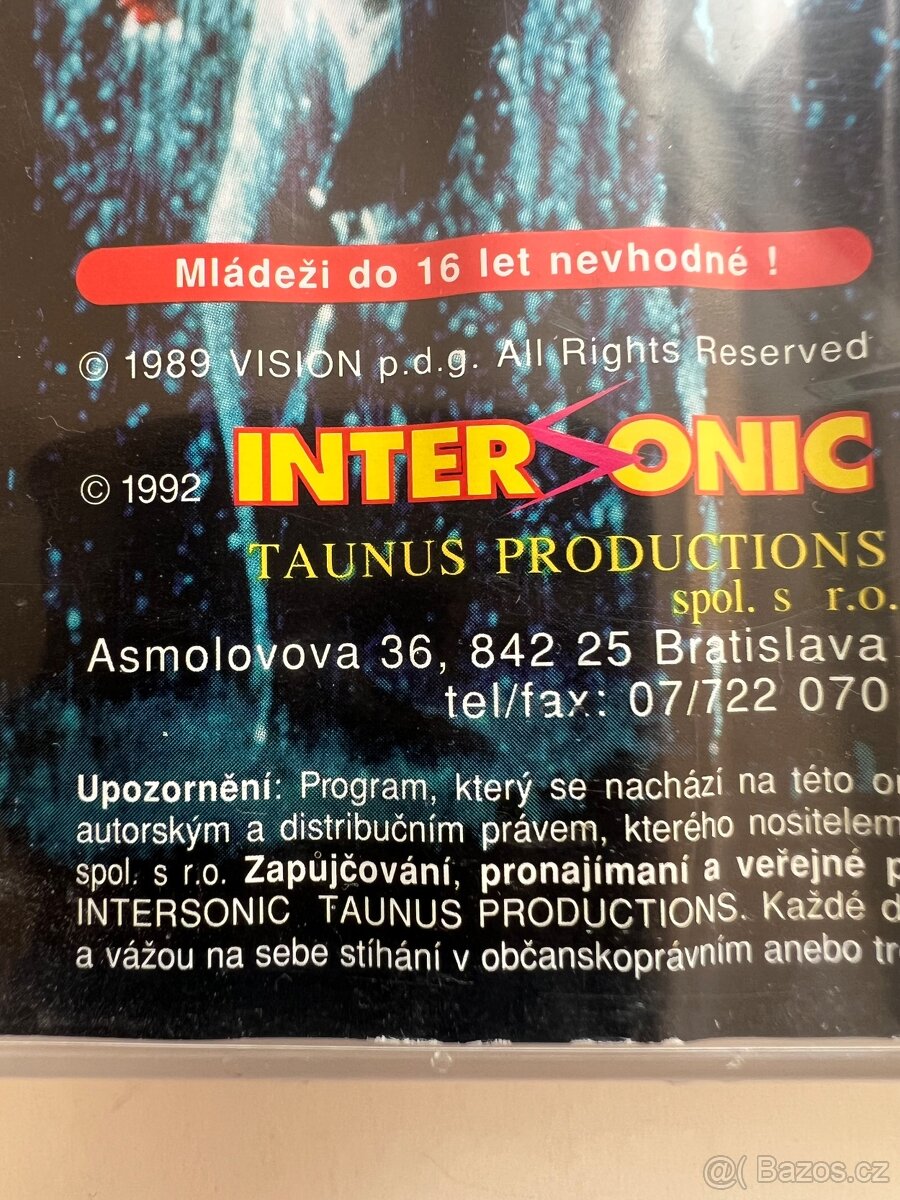 Mládeži do 16 let nevhodné !
© 1989 VISION p.d.g. All Rights Reserved
© 1992 INTERSONIC
TAUNUS PRODUCTIONS
spol. s r.o.
Asmolovova 36, 842 25 Bratislava
tel/fax: 07/722 070
Upozornění: Program, který se nachází na této
autorským a distribučním právem, kterého nositelem
spol. s r.o. Zapůjčování, pronajímaní a veřejné
INTERSONIC TAUNUS PRODUCTIONS. Každé
a vážou na sebe stíhání v občanskoprávním anebo
@( Bazos.cz